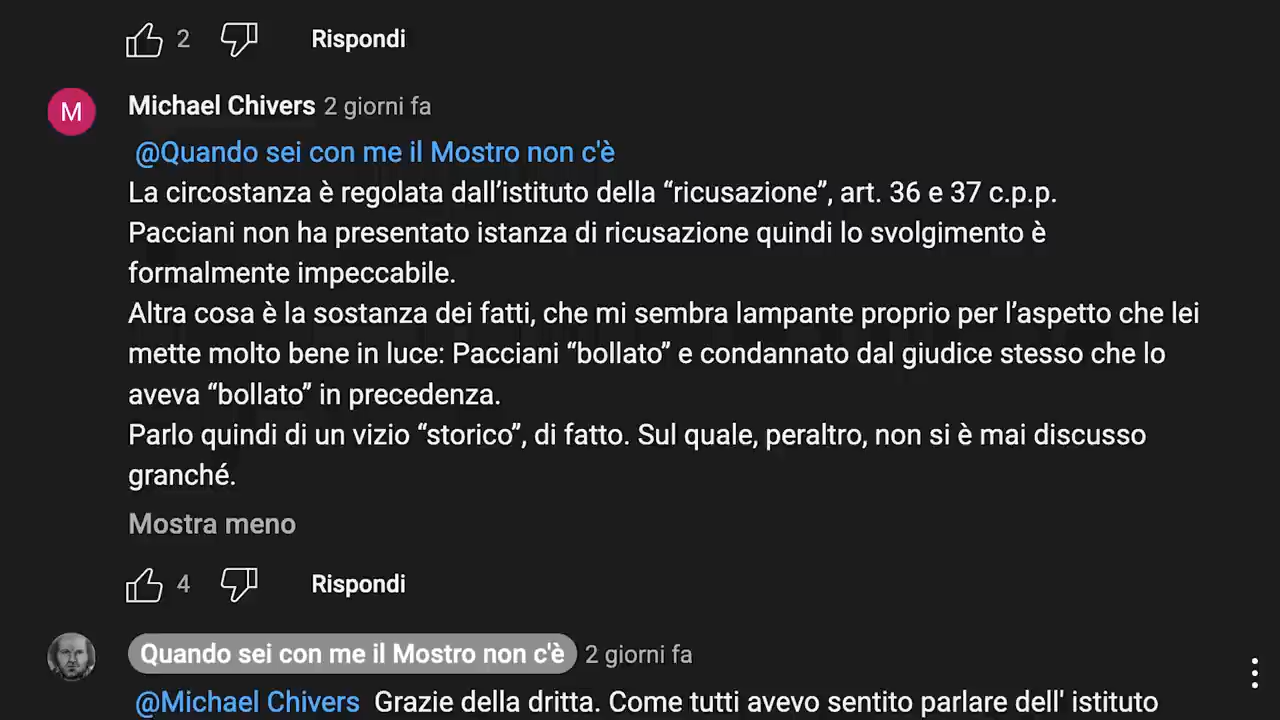 2 Rispondi
M Michael Chivers 2 giorni fa
@Quando sei con me il Mostro non c'è
La circostanza è regolata dall’istituto della “ricusazione”, art. 36 e 37 c.p.p.
Pacciani non ha presentato istanza di ricusazione quindi lo svolgimento è
formalmente impeccabile.
Altra cosa è la sostanza dei fatti, che mi sembra lampante proprio per l’aspetto che lei
mette molto bene in luce: Pacciani “bollato” e condannato dal giudice stesso che lo
aveva “bollato” in precedenza.
Parlo quindi di un vizio “storico”, di fatto. Sul quale, peraltro, non si è mai discusso
granché.
Mostra meno
4 Rispondi
Quando sei con me il Mostro non c'è 2 giorni fa
@Michael Chivers Grazie della dritta. Come tutti avevo sentito parlare dell' istituto